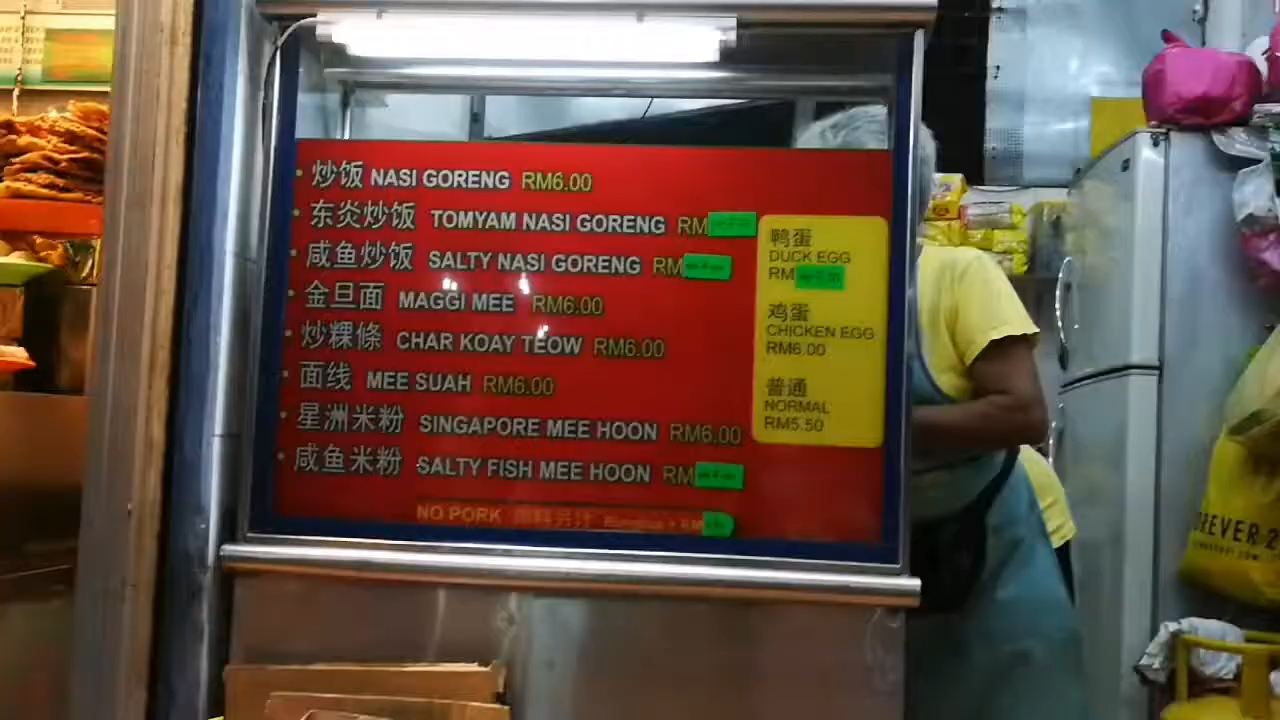 炒饭 NASI GORENG RM6.00
东炎炒饭 TOMYAM NASI GORENG RM
咸鱼炒饭 SALTY NASI GORENG RM
金旦面 MAGGI MEE RM6.00
炒粿條 CHAR KOAY TEOW RM6.00
面线 MEE SUAH RM6.00
星洲米粉 SINGAPORE MEE HOON RM6.00
咸鱼米粉 SALTY FISH MEE HOON RM
NO PORK
鸭蛋
DUCK EGG
RM
鸡蛋
CHICKEN EGG
RM6.00
普通
NORMAL
RM5.50
OREVER 2